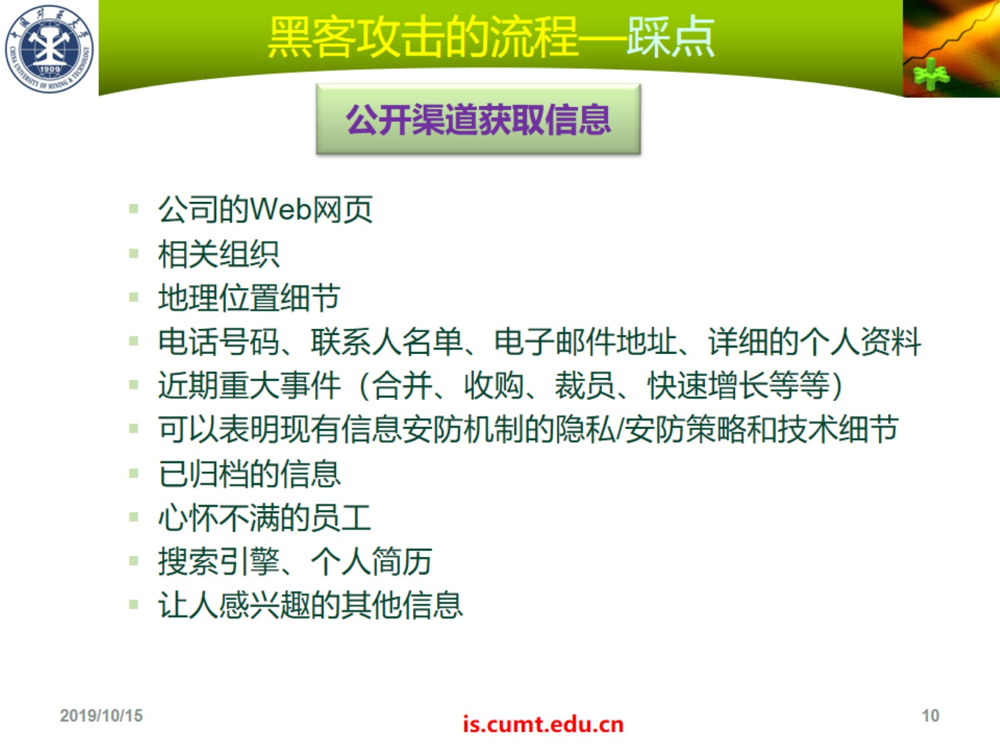 中国矿业大学
CHINA UNIVERSITY OF MINING & TECHNOLOGY
1909
黑客攻击的流程—踩点
公开渠道获取信息
公司的Web网页
相关组织
地理位置细节
电话号码、联系人名单、电子邮件地址、详细的个人资料
近期重大事件（合并、收购、裁员、快速增长等等）
可以表明现有信息安防机制的隐私/安防策略和技术细节
已归档的信息
心怀不满的员工
搜索引擎、个人简历
让人感兴趣的其他信息
2019/10/15
is.cumt.edu.cn
10